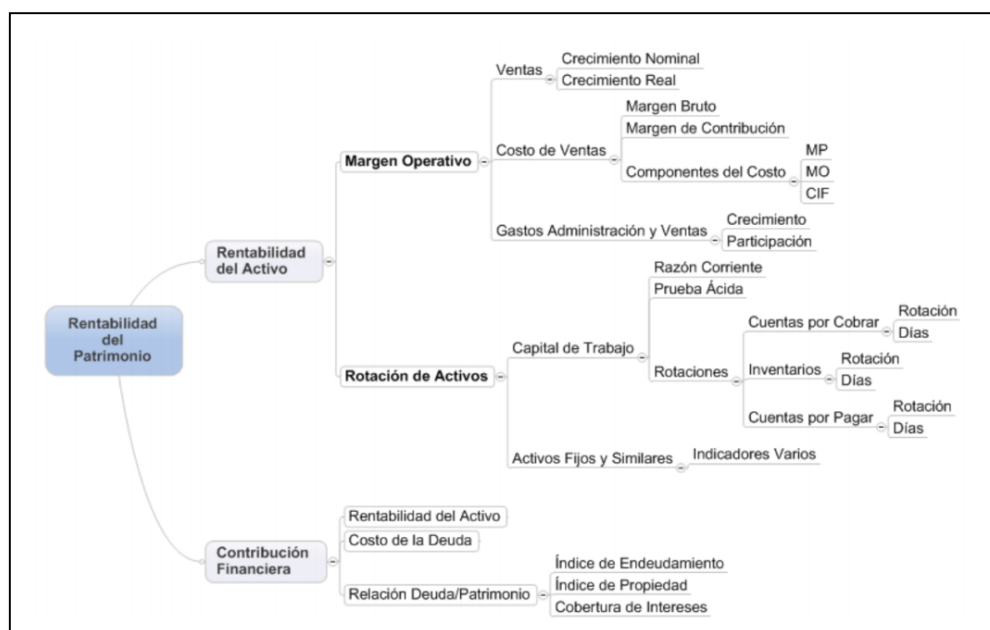 Rentabilidad
del
Patrimonio
Rentabilidad
del Activo
Margen Operativo
Ventas
Crecimiento Nominal
Crecimiento Real
Costo de Ventas
Margen Bruto
Margen de Contribución
Componentes del Costo
MP
MO
CIF
Gastos Administración y Ventas
Crecimiento
Participación
Rotación de Activos
Capital de Trabajo
Razón Corriente
Prueba Ácida
Rotaciones
Cuentas por Cobrar
Rotación
Días
Inventarios
Rotación
Días
Cuentas por Pagar
Rotación
Días
Activos Fijos y Similares
Indicadores Varios
Contribución
Financiera
Rentabilidad del Activo
Costo de la Deuda
Relación Deuda/Patrimonio
Índice de Endeudamiento
Índice de Propiedad
Cobertura de Intereses